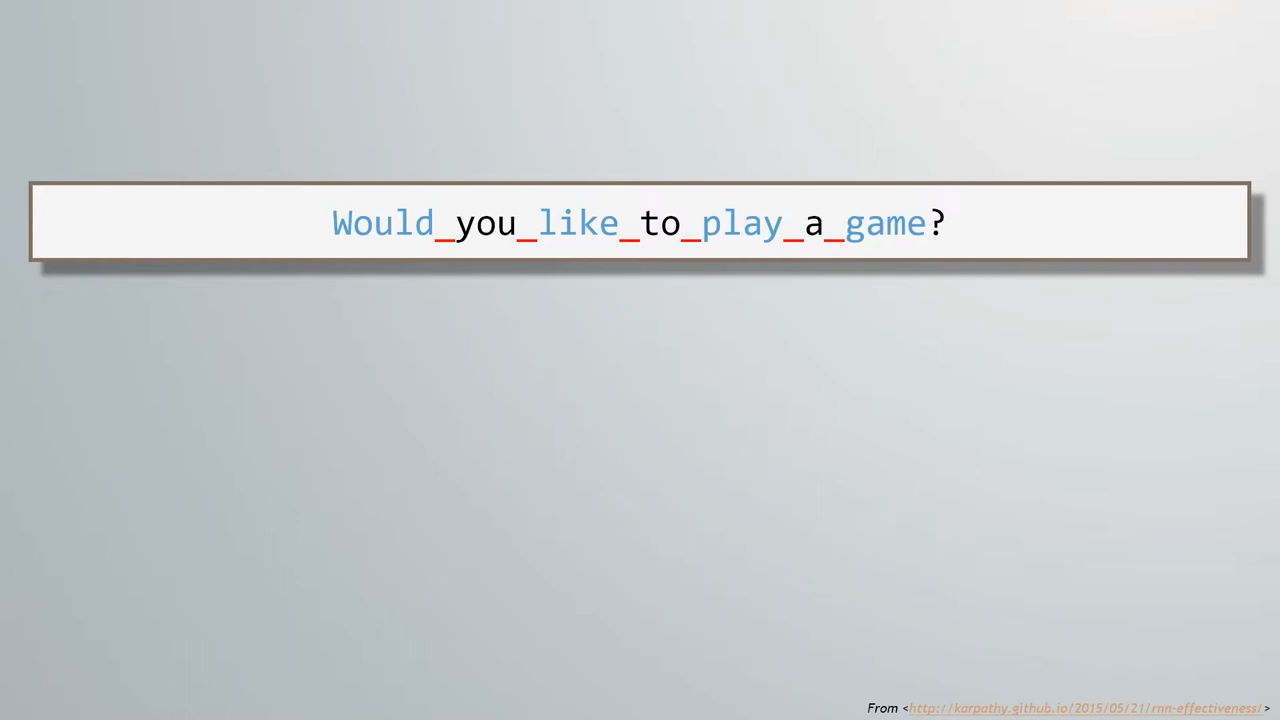 Would_you_like_to_play_a_game?
From <http://karpathy.github.io/2015/05/21/rnn-effectiveness/>